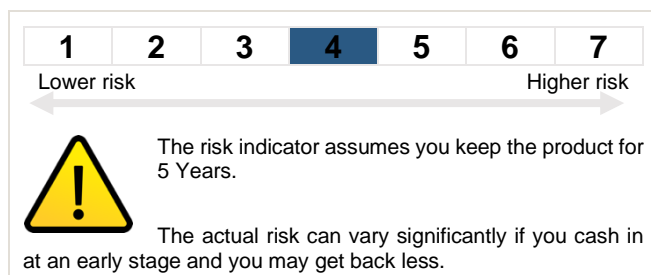 1 2 3 4 5 6 7
Lower risk Higher risk
The risk indicator assumes you keep the product for
5 Years.
The actual risk can vary significantly if you cash in
at an early stage and you may get back less.